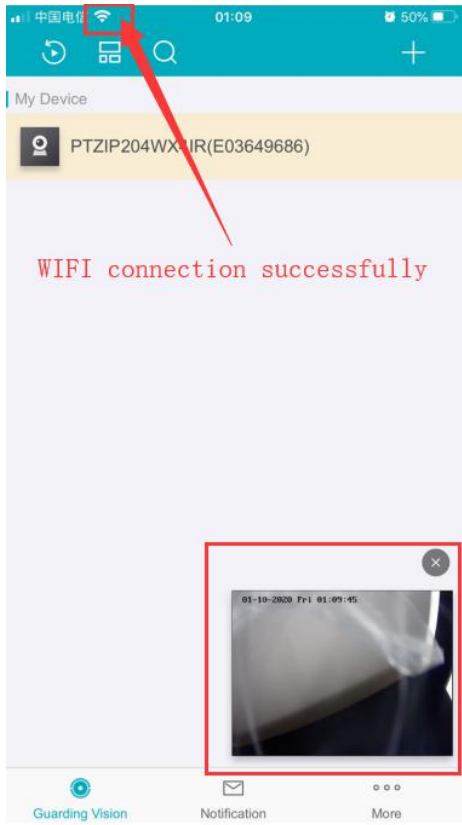 中国电信 01:09 50%
My Device
PTZIP204WX4IR(E03649686)
WIFI connection successfully
01-10-2020 Fri 01:09:45
Guarding Vision Notification More